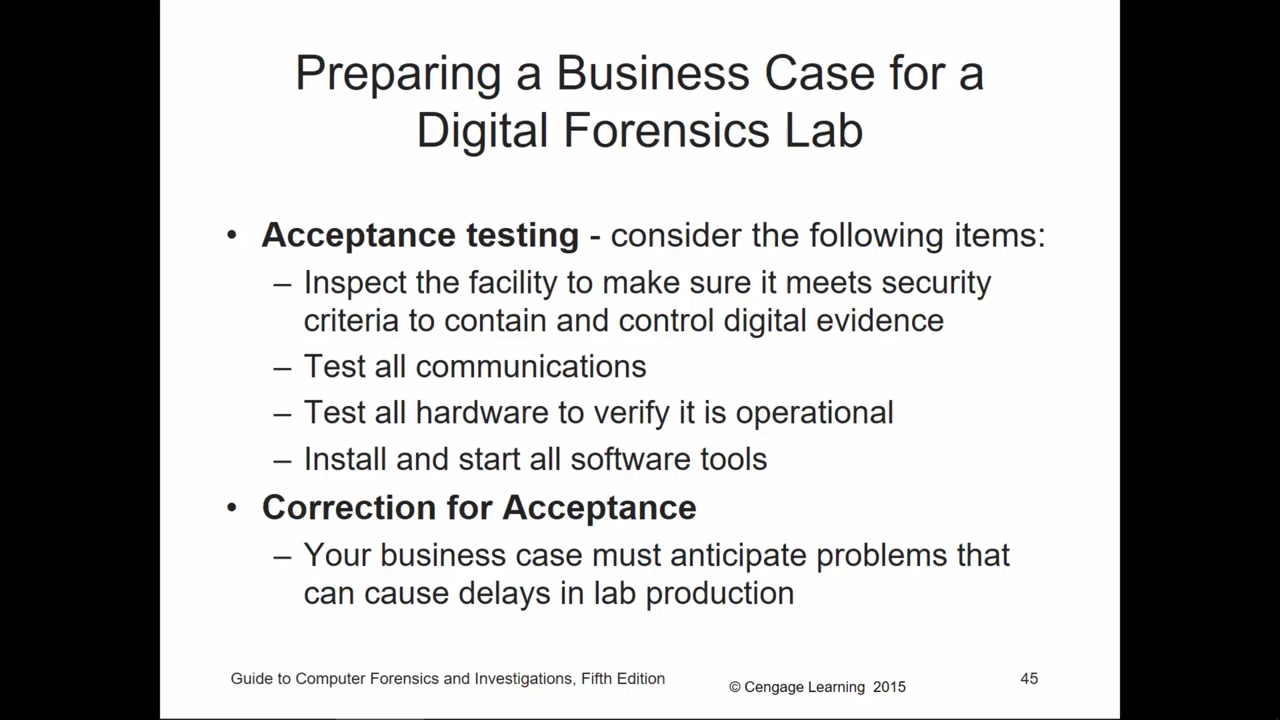 Preparing a Business Case for a
Digital Forensics Lab
• Acceptance testing - consider the following items:
– Inspect the facility to make sure it meets security
criteria to contain and control digital evidence
– Test all communications
– Test all hardware to verify it is operational
– Install and start all software tools
• Correction for Acceptance
– Your business case must anticipate problems that
can cause delays in lab production
Guide to Computer Forensics and Investigations, Fifth Edition
© Cengage Learning 2015
45